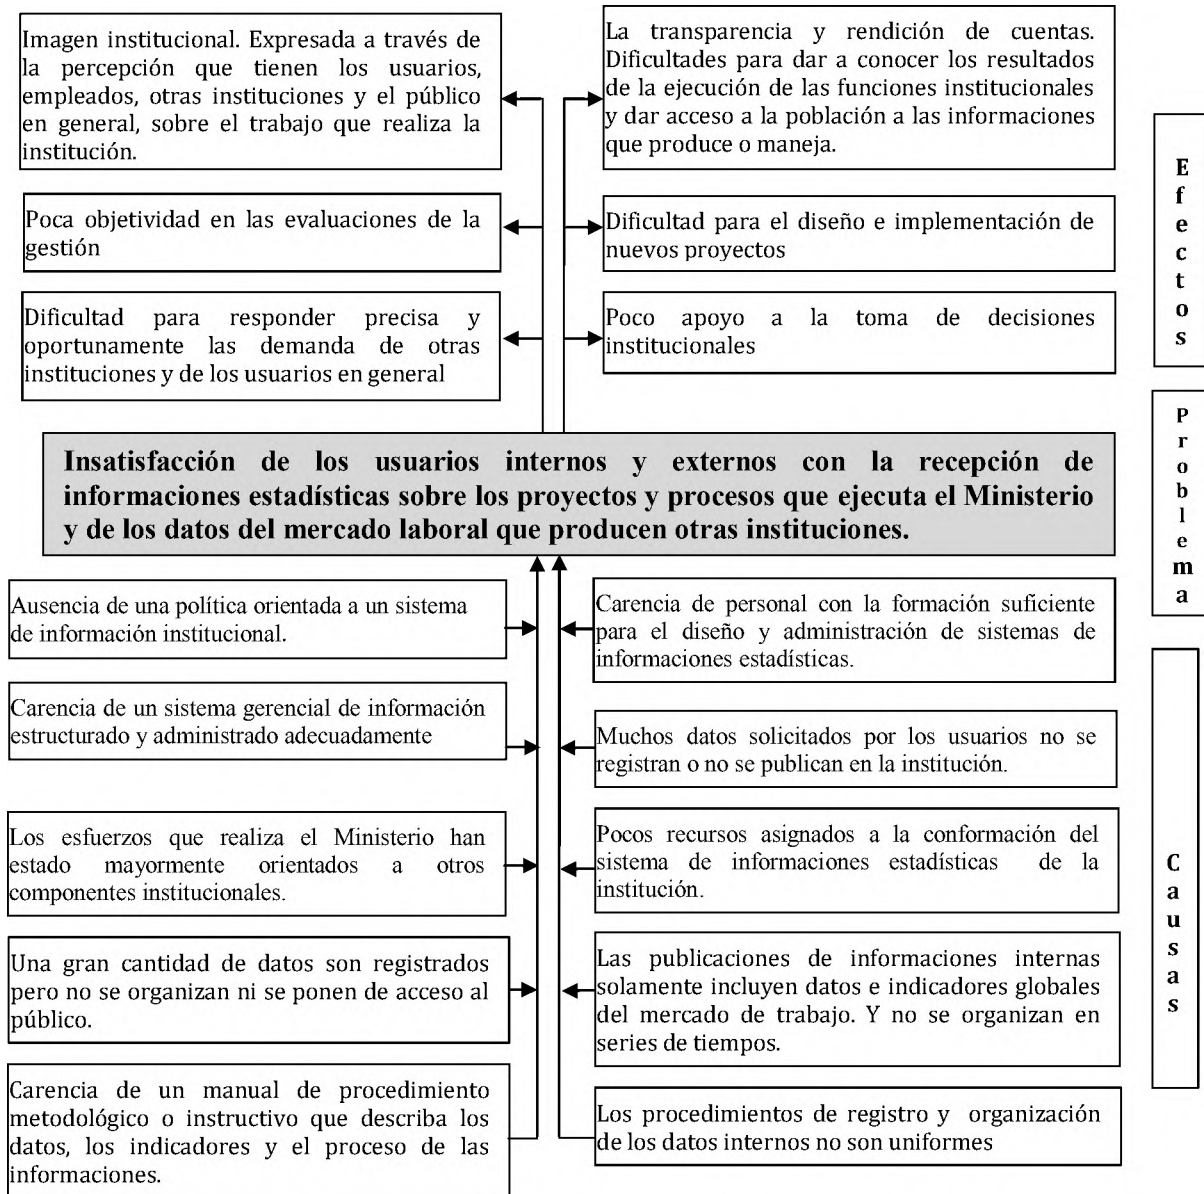 Imagen institucional. Expresada a través de
la percepción que tienen los usuarios,
empleados, otras instituciones y el público
en general, sobre el trabajo que realiza la
institución.
La transparencia y rendición de cuentas.
Dificultades para dar a conocer los resultados
de la ejecución de las funciones institucionales
y dar acceso a la población a las informaciones
que produce o maneja.
Poca objetividad en las evaluaciones de la
gestión
Dificultad para el diseño e implementación de
nuevos proyectos
Dificultad para responder precisa y
oportunamente las demanda de otras
instituciones y de los usuarios en general
Poco apoyo a la toma de decisiones
institucionales
Efectos
Insatisfacción de los usuarios internos y externos con la recepción de
informaciones estadísticas sobre los proyectos y procesos que ejecuta el Ministerio
y de los datos del mercado laboral que producen otras instituciones.
Problema
Ausencia de una política orientada a un sistema
de información institucional.
Carencia de personal con la formación suficiente
para el diseño y administración de sistemas de
informaciones estadísticas.
Carencia de un sistema gerencial de información
estructurado y administrado adecuadamente
Muchos datos solicitados por los usuarios no se
registran o no se publican en la institución.
Los esfuerzos que realiza el Ministerio han
estado mayormente orientados a otros
componentes institucionales.
Pocos recursos asignados a la conformación del
sistema de informaciones estadísticas de la
institución.
Una gran cantidad de datos son registrados
pero no se organizan ni se ponen de acceso al
público.
Las publicaciones de informaciones internas
solamente incluyen datos e indicadores globales
del mercado de trabajo. Y no se organizan en
series de tiempos.
Carencia de un manual de procedimiento
metodológico o instructivo que describa los
datos, los indicadores y el proceso de las
informaciones.
Los procedimientos de registro y organización
de los datos internos no son uniformes
Causas